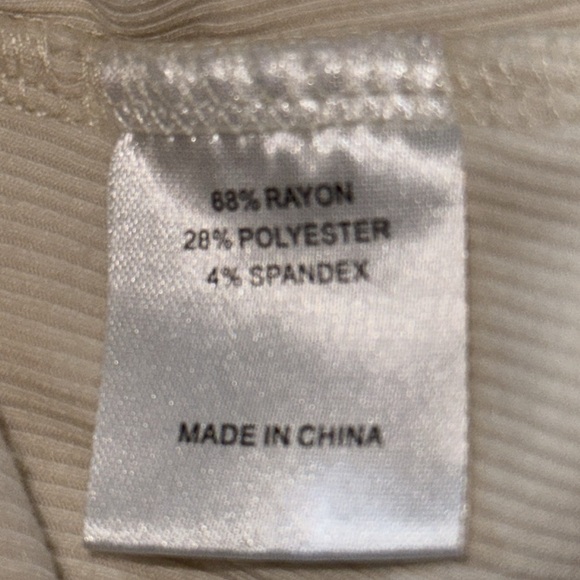 68% RAYON
28% POLYESTER
4% SPANDEX
MADE IN CHINA